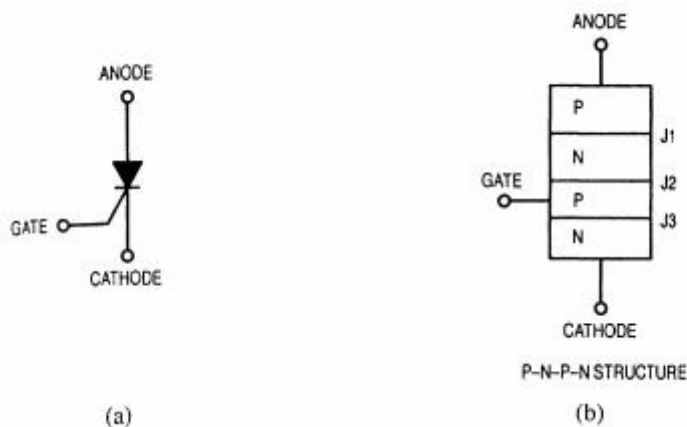 ANODE
GATE
CATHODE
(a)
ANODE
P
J1
N
J2
GATE
P
J3
N
CATHODE
P–N–P–N STRUCTURE
(b)